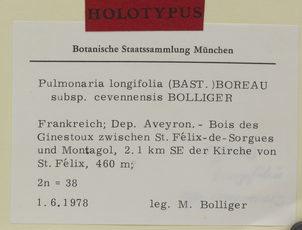 HOLOTYPUS
Botanische Staatssammlung München
Pulmonaria longifolia (BAST.)BOREAU
subsp. cevennensis BOLLIGER
Frankreich; Dep. Aveyron.- Bois des
Ginestoux zwischen St. Félix-de-Sorgues
und Montagol, 2.1 km SE der Kirche von
St. Félix, 460 m;
2n = 38
1.6.1978 leg. M. Bolliger